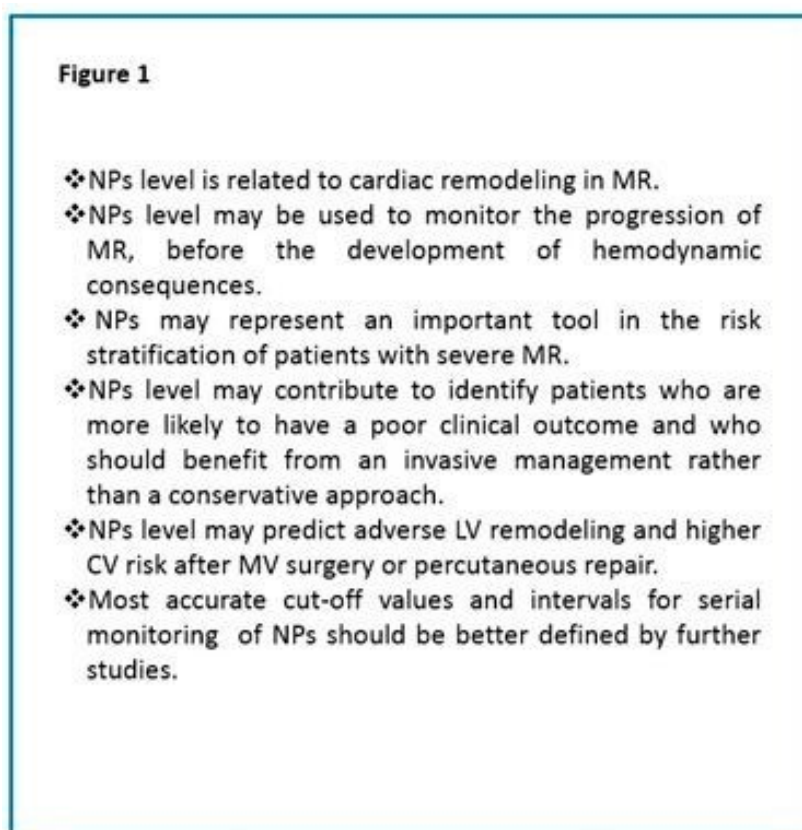 Figure 1
❖NPs level is related to cardiac remodeling in MR.
❖NPs level may be used to monitor the progression of
MR, before the development of hemodynamic
consequences.
❖ NPs may represent an important tool in the risk
stratification of patients with severe MR.
❖NPs level may contribute to identify patients who are
more likely to have a poor clinical outcome and who
should benefit from an invasive management rather
than a conservative approach.
❖NPs level may predict adverse LV remodeling and higher
CV risk after MV surgery or percutaneous repair.
❖Most accurate cut-off values and intervals for serial
monitoring of NPs should be better defined by further
studies.